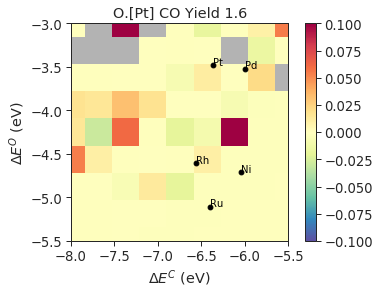 O.[Pt] CO Yield 1.6
ΔE^O (eV)
−3.0
−3.5
−4.0
−4.5
−5.0
−5.5
Pt
Pd
Rh
Ni
Ru
−8.0 −7.5 −7.0 −6.5 −6.0 −5.5
ΔE^C (eV)
0.100
0.075
0.050
0.025
0.000
−0.025
−0.050
−0.075
−0.100